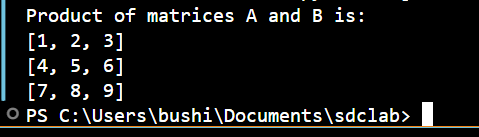 Product of matrices A and B is:
[1, 2, 3]
[4, 5, 6]
[7, 8, 9]
PS C:\Users\bushi\Documents\sdclab>